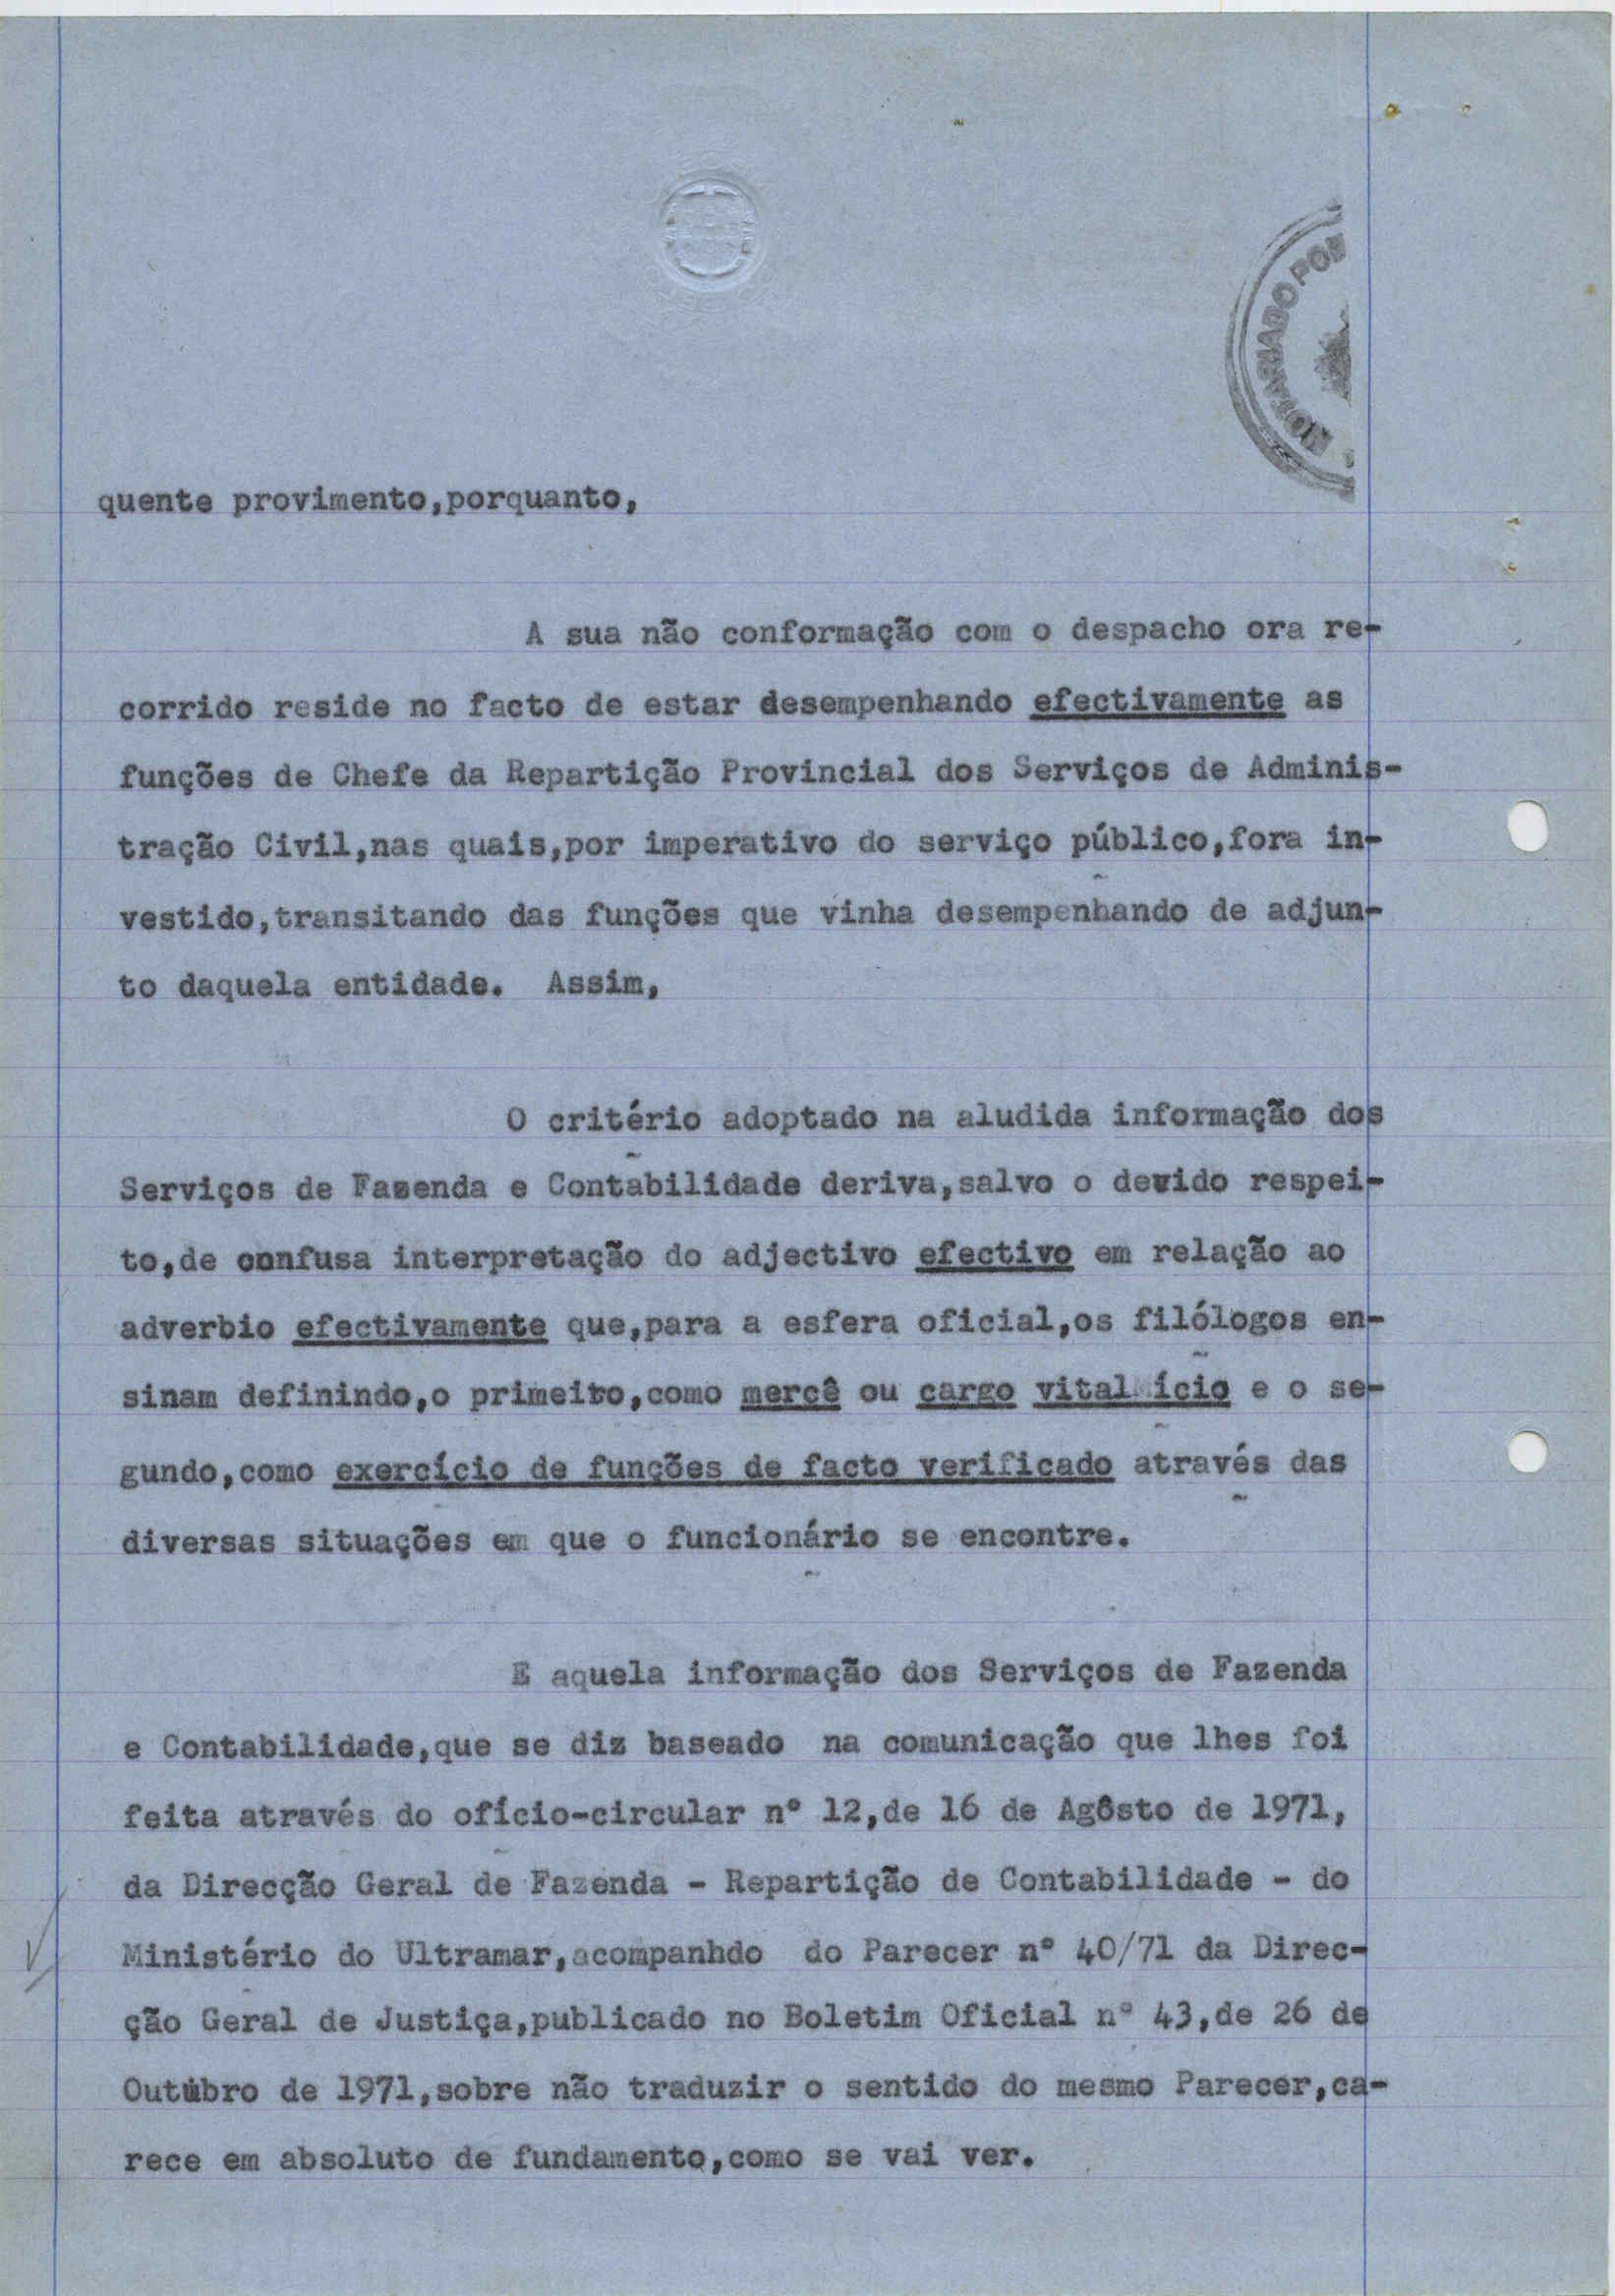 NOTARIADO POR
quente provimento,porquanto,
A sua não conformação com o despacho ora re-
corrido reside no facto de estar desempenhando efectivamente as
funções de Chefe da Repartição Provincial dos Serviços de Adminis-
tração Civil,nas quais,por imperativo do serviço público,fora in-
vestido,transitando das funções que vinha desempenhando de adjun-
to daquela entidade. Assim,
O critério adoptado na aludida informação dos
Serviços de Fazenda e Contabilidade deriva,salvo o devido respei-
to,de confusa interpretação do adjectivo efectivo em relação ao
adverbio efectivamente que,para a esfera oficial,os filólogos en-
sinam definindo,o primeiro,como mercê ou cargo vitalício e o se-
gundo,como exercício de funções de facto verificado através das
diversas situações em que o funcionário se encontre.
E aquela informação dos Serviços de Fazenda
e Contabilidade,que se diz baseado na comunicação que lhes foi
feita através do ofício-circular nº 12,de 16 de Agôsto de 1971,
da Direcção Geral de Fazenda - Repartição de Contabilidade - do
Ministério do Ultramar,acompanhdo do Parecer nº 40/71 da Direc-
ção Geral de Justiça,publicado no Boletim Oficial nº 43,de 26 de
Outubro de 1971,sobre não traduzir o sentido do mesmo Parecer,ca-
rece em absoluto de fundamento,como se vai ver.